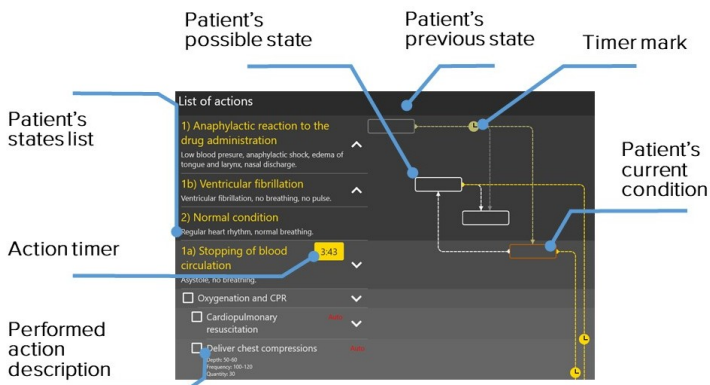 Patient's
possible state
Patient's
previous state
Timer mark
Patient's
states list
List of actions
1) Anaphylactic reaction to the
drug administration
Low blood presure, anaphylactic shock, edema of
tongue and larynx, nasal discharge.
1b) Ventricular fibrillation
Ventricular fibrillation, no breathing, no pulse.
2) Normal condition
Regular heart rhythm, normal breathing.
Patient's
current
condition
Action timer
1a) Stopping of blood
circulation
3:43
Asystole, no breathing.
Oxygenation and CPR
Cardiopulmonary
resuscitation
Auto
Performed
action
description
Deliver chest compressions
Auto
Depth: 50-60
Frequency: 100-120
Quantity: 30